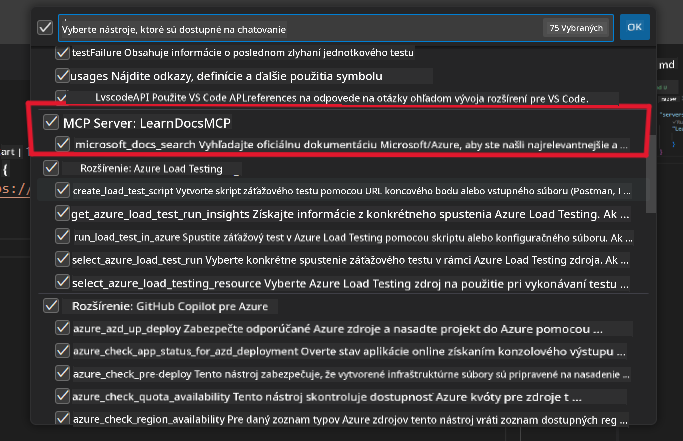 Vyberte nástroje, ktoré sú dostupné na chatovanie
75 Vybraných
OK
testFailure Obsahuje informácie o poslednom zlyhaní jednotkového testu
usages Nájdite odkazy, definície a ďalšie použitia symbolu
LvscodeAPI Použite VS Code APLreferences na odpovede na otázky ohľadom vývoja rozšírení pre VS Code.
MCP Server: LearnDocsMCP
microsoft_docs_search Vyhľadajte oficiálnu dokumentáciu Microsoft/Azure, aby ste našli najrelevantnejšie a ...
Rozšírenie: Azure Load Testing
create_load_test_script Vytvorte skript záťažového testu pomocou URL koncového bodu alebo vstupného súboru (Postman, I ...
get_azure_load_test_run_insights Získajte informácie z konkrétneho spustenia Azure Load Testing. Ak ...
run_load_test_in_azure Spustite záťažový test v Azure Load Testing pomocou skriptu alebo konfiguračného súboru. Ak ...
select_azure_load_test_run Vyberte konkrétne spustenie záťažového testu v rámci Azure Load Testing zdroja. Ak ...
select_azure_load_testing_resource Vyberte Azure Load Testing zdroj na použitie pri vykonávaní testu ...
Rozšírenie: GitHub Copilot pre Azure
azure_azd_up_deploy Zabezpečte odporúčané Azure zdroje a nasadte projekt do Azure pomocou ...
azure_check_app_status_for_azd_deployment Overte stav aplikácie online získaním konzolového výstupu ...
azure_check_pre-deploy Tento nástroj zabezpečuje, že vytvorené infraštruktúrne súbory sú pripravené na nasadenie ...
azure_check_quota_availability Tento nástroj skontroluje dostupnosť Azure kvóty pre zdroje t ...
azure_check_region_availability Pre daný zoznam typov Azure zdrojov tento nástroj vráti zoznam dostupných reg ...
md
art |
{
s://